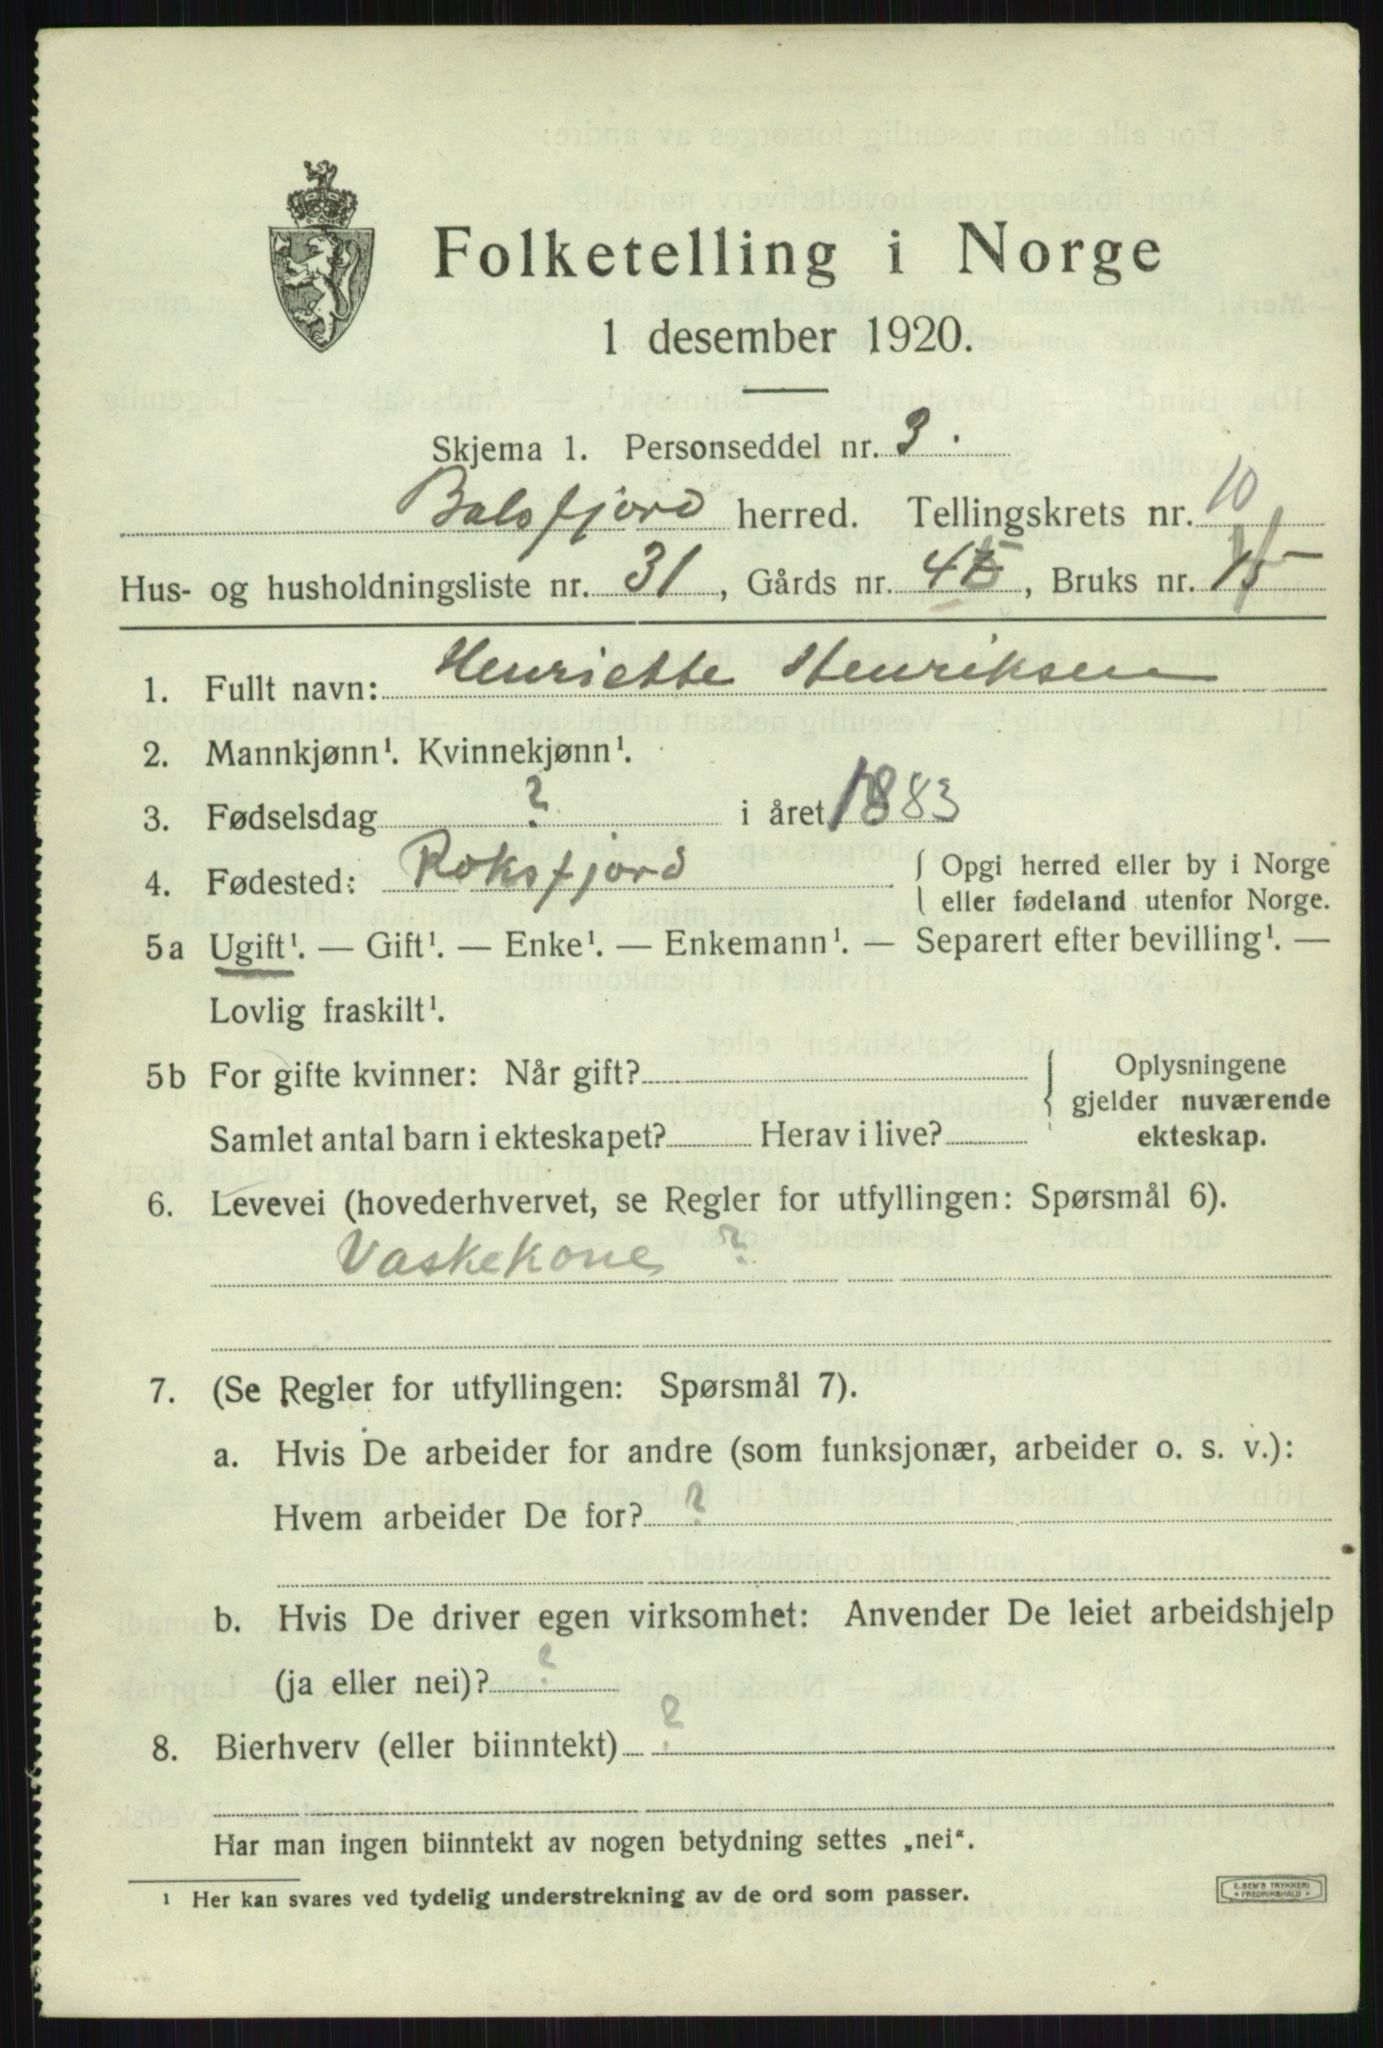 Folketelling i Norge
1 desember 1920.
Skjema 1. Personseddel nr. 3.
Balsfjord herred. Tellingskrets nr. 10
Hus- og husholdningsliste nr. 31, Gårds nr. 4, Bruks nr. 15
1. Fullt navn: Henriette Henriksen
2. Mannkjønn¹. Kvinnekjønn¹.
3. Fødselsdag ? i året 1883
4. Fødested: Roksfjord { Opgi herred eller by i Norge
eller fødeland utenfor Norge.
5a Ugift¹. — Gift¹. — Enke¹. — Enkemann¹. — Separert efter bevilling¹. —
Lovlig fraskilt¹.
5b For gifte kvinner: Når gift? { Oplysningene
gjelder nuværende
Samlet antal barn i ekteskapet? Herav i live? ekteskap.
6. Levevei (hovederhvervet, se Regler for utfyllingen: Spørsmål 6).
Vaskekone ?
7. (Se Regler for utfyllingen: Spørsmål 7).
a. Hvis De arbeider for andre (som funksjonær, arbeider o. s. v.):
Hvem arbeider De for? ?
b. Hvis De driver egen virksomhet: Anvender De leiet arbeidshjelp
(ja eller nei)? ?
8. Bierhverv (eller biinntekt) ?
Har man ingen biinntekt av nogen betydning settes „nei“.
¹ Her kan svares ved tydelig understrekning av de ord som passer.
E. SEM'S TRYKKERI
• FREDRIKSHALD •